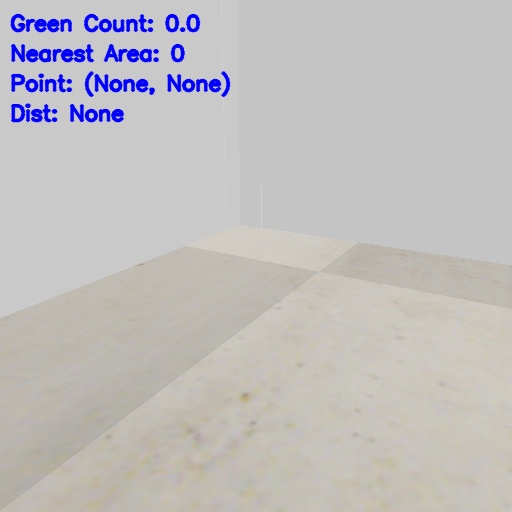 Green Count: 0.0
Nearest Area: 0
Point: (None, None)
Dist: None